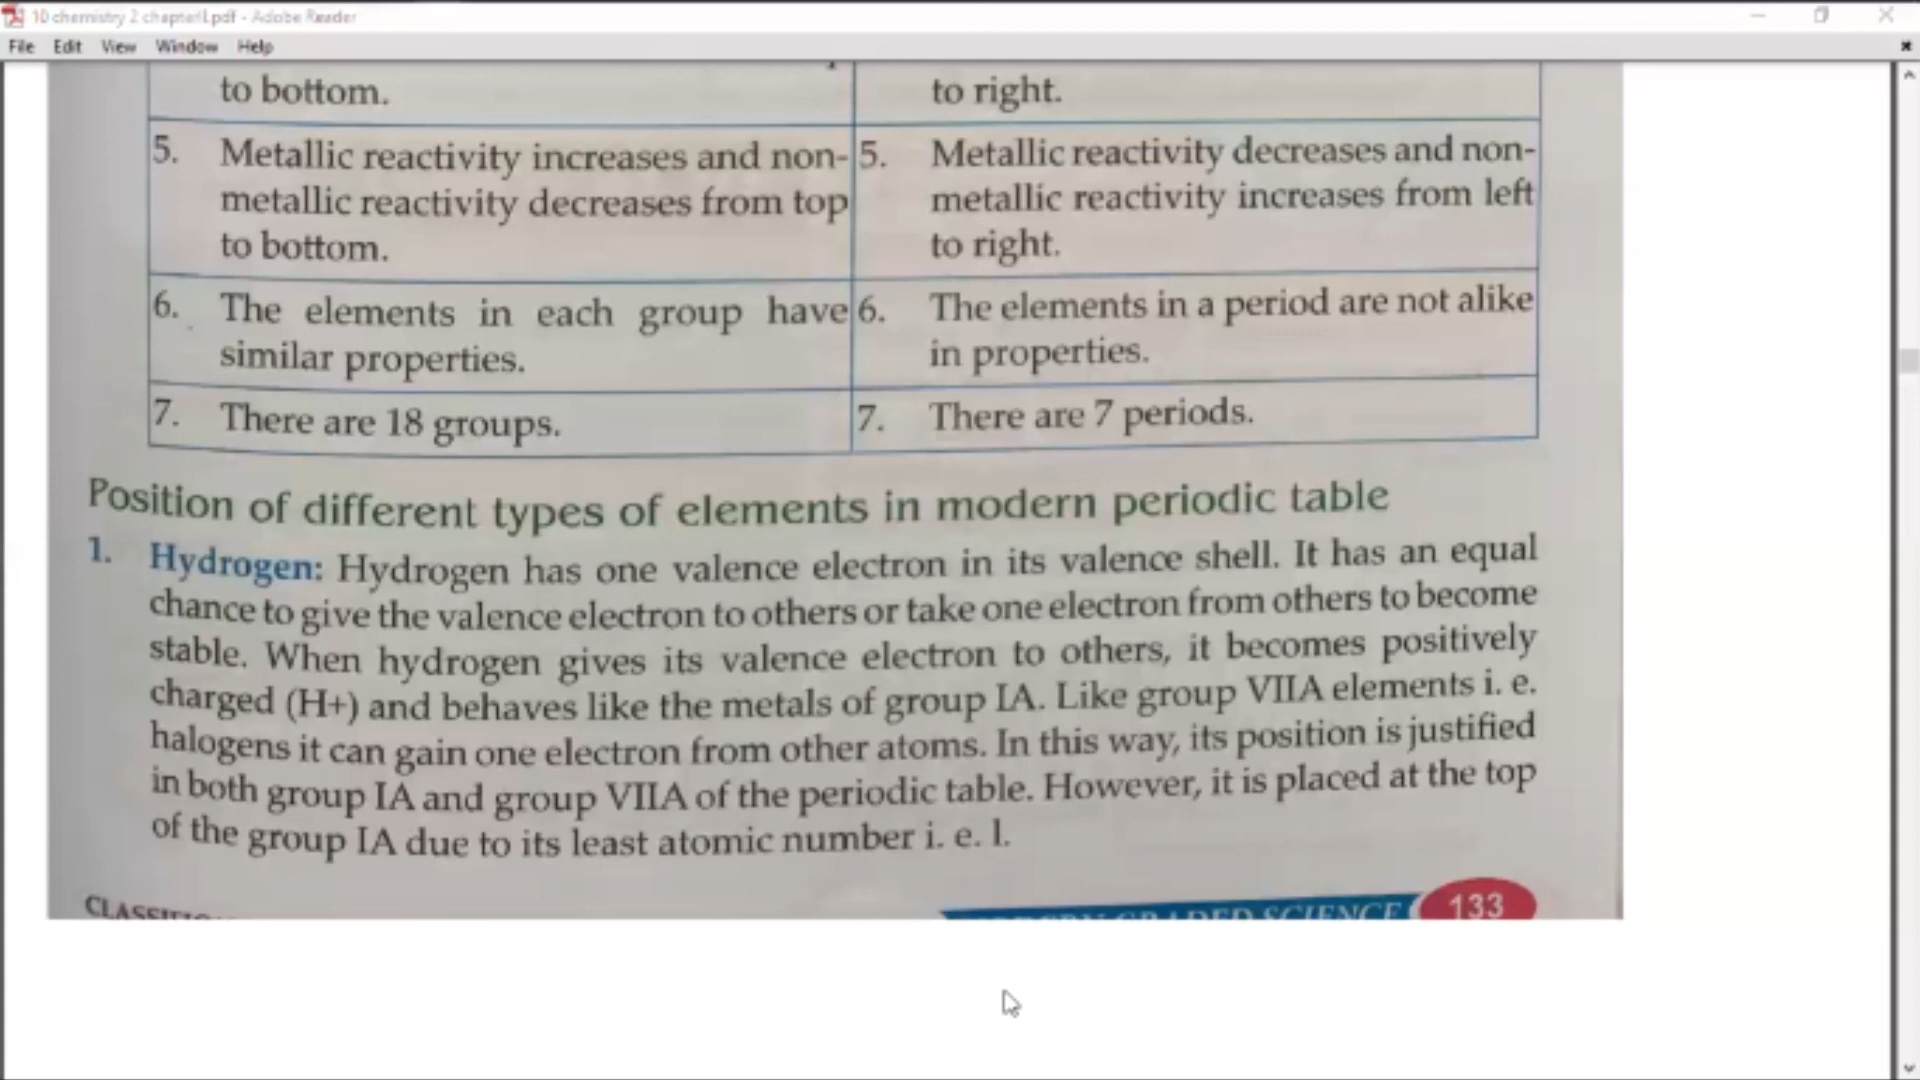 10 chemistry 2 chapter1.pdf - Adobe Reader
File Edit View Window Help
to bottom.
to right.
5. Metallic reactivity increases and non-
metallic reactivity decreases from top
to bottom.
5. Metallic reactivity decreases and non-
metallic reactivity increases from left
to right.
6. The elements in each group have
similar properties.
6. The elements in a period are not alike
in properties.
7. There are 18 groups.
7. There are 7 periods.
Position of different types of elements in modern periodic table
1. Hydrogen: Hydrogen has one valence electron in its valence shell. It has an equal
chance to give the valence electron to others or take one electron from others to become
stable. When hydrogen gives its valence electron to others, it becomes positively
charged (H+) and behaves like the metals of group IA. Like group VIIA elements i. e.
halogens it can gain one electron from other atoms. In this way, its position is justified
in both group IA and group VIIA of the periodic table. However, it is placed at the top
of the group IA due to its least atomic number i. e. l.
GRADED SCIENCE
133